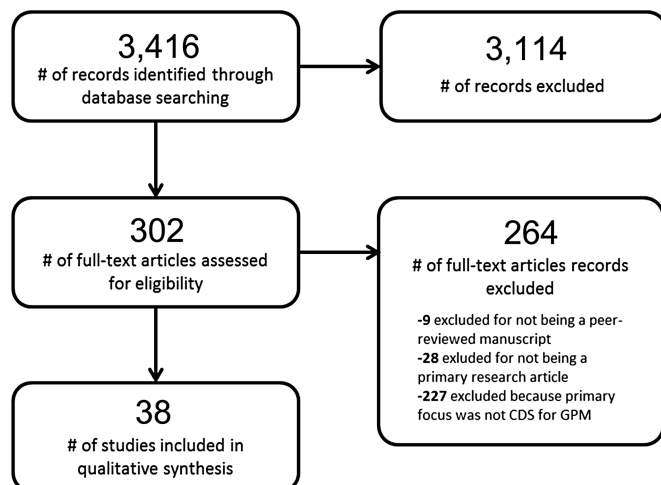 3,416
# of records identified through
database searching
3,114
# of records excluded
302
# of full-text articles assessed
for eligibility
264
# of full-text articles records
excluded
-9 excluded for not being a peer-
reviewed manuscript
-28 exluded for not being a
primary research article
-227 excluded because primary
focus was not CDS for GPM
38
# of studies included in
qualitative synthesis